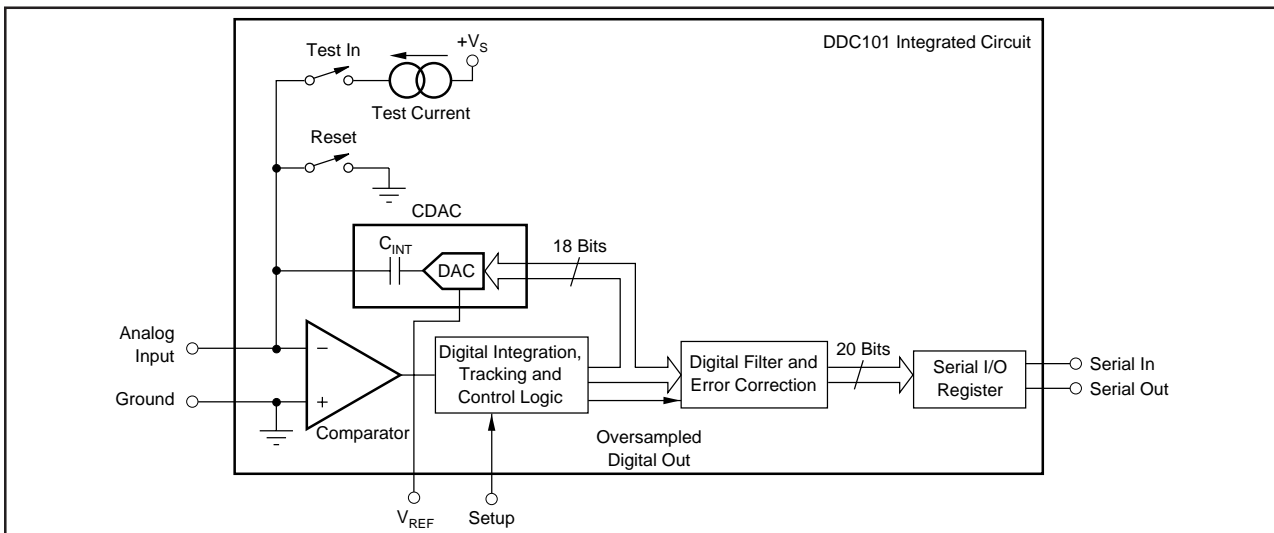 DDC101 Integrated Circuit
+VS
Test In
Test Current
Reset
CDAC
CINT
DAC
18 Bits
Analog
Input
−
Digital Integration,
Tracking and
Control Logic
Digital Filter and
Error Correction
20 Bits
Serial I/O
Register
Serial In
Serial Out
Ground
+
Comparator
Oversampled
Digital Out
VREF
Setup